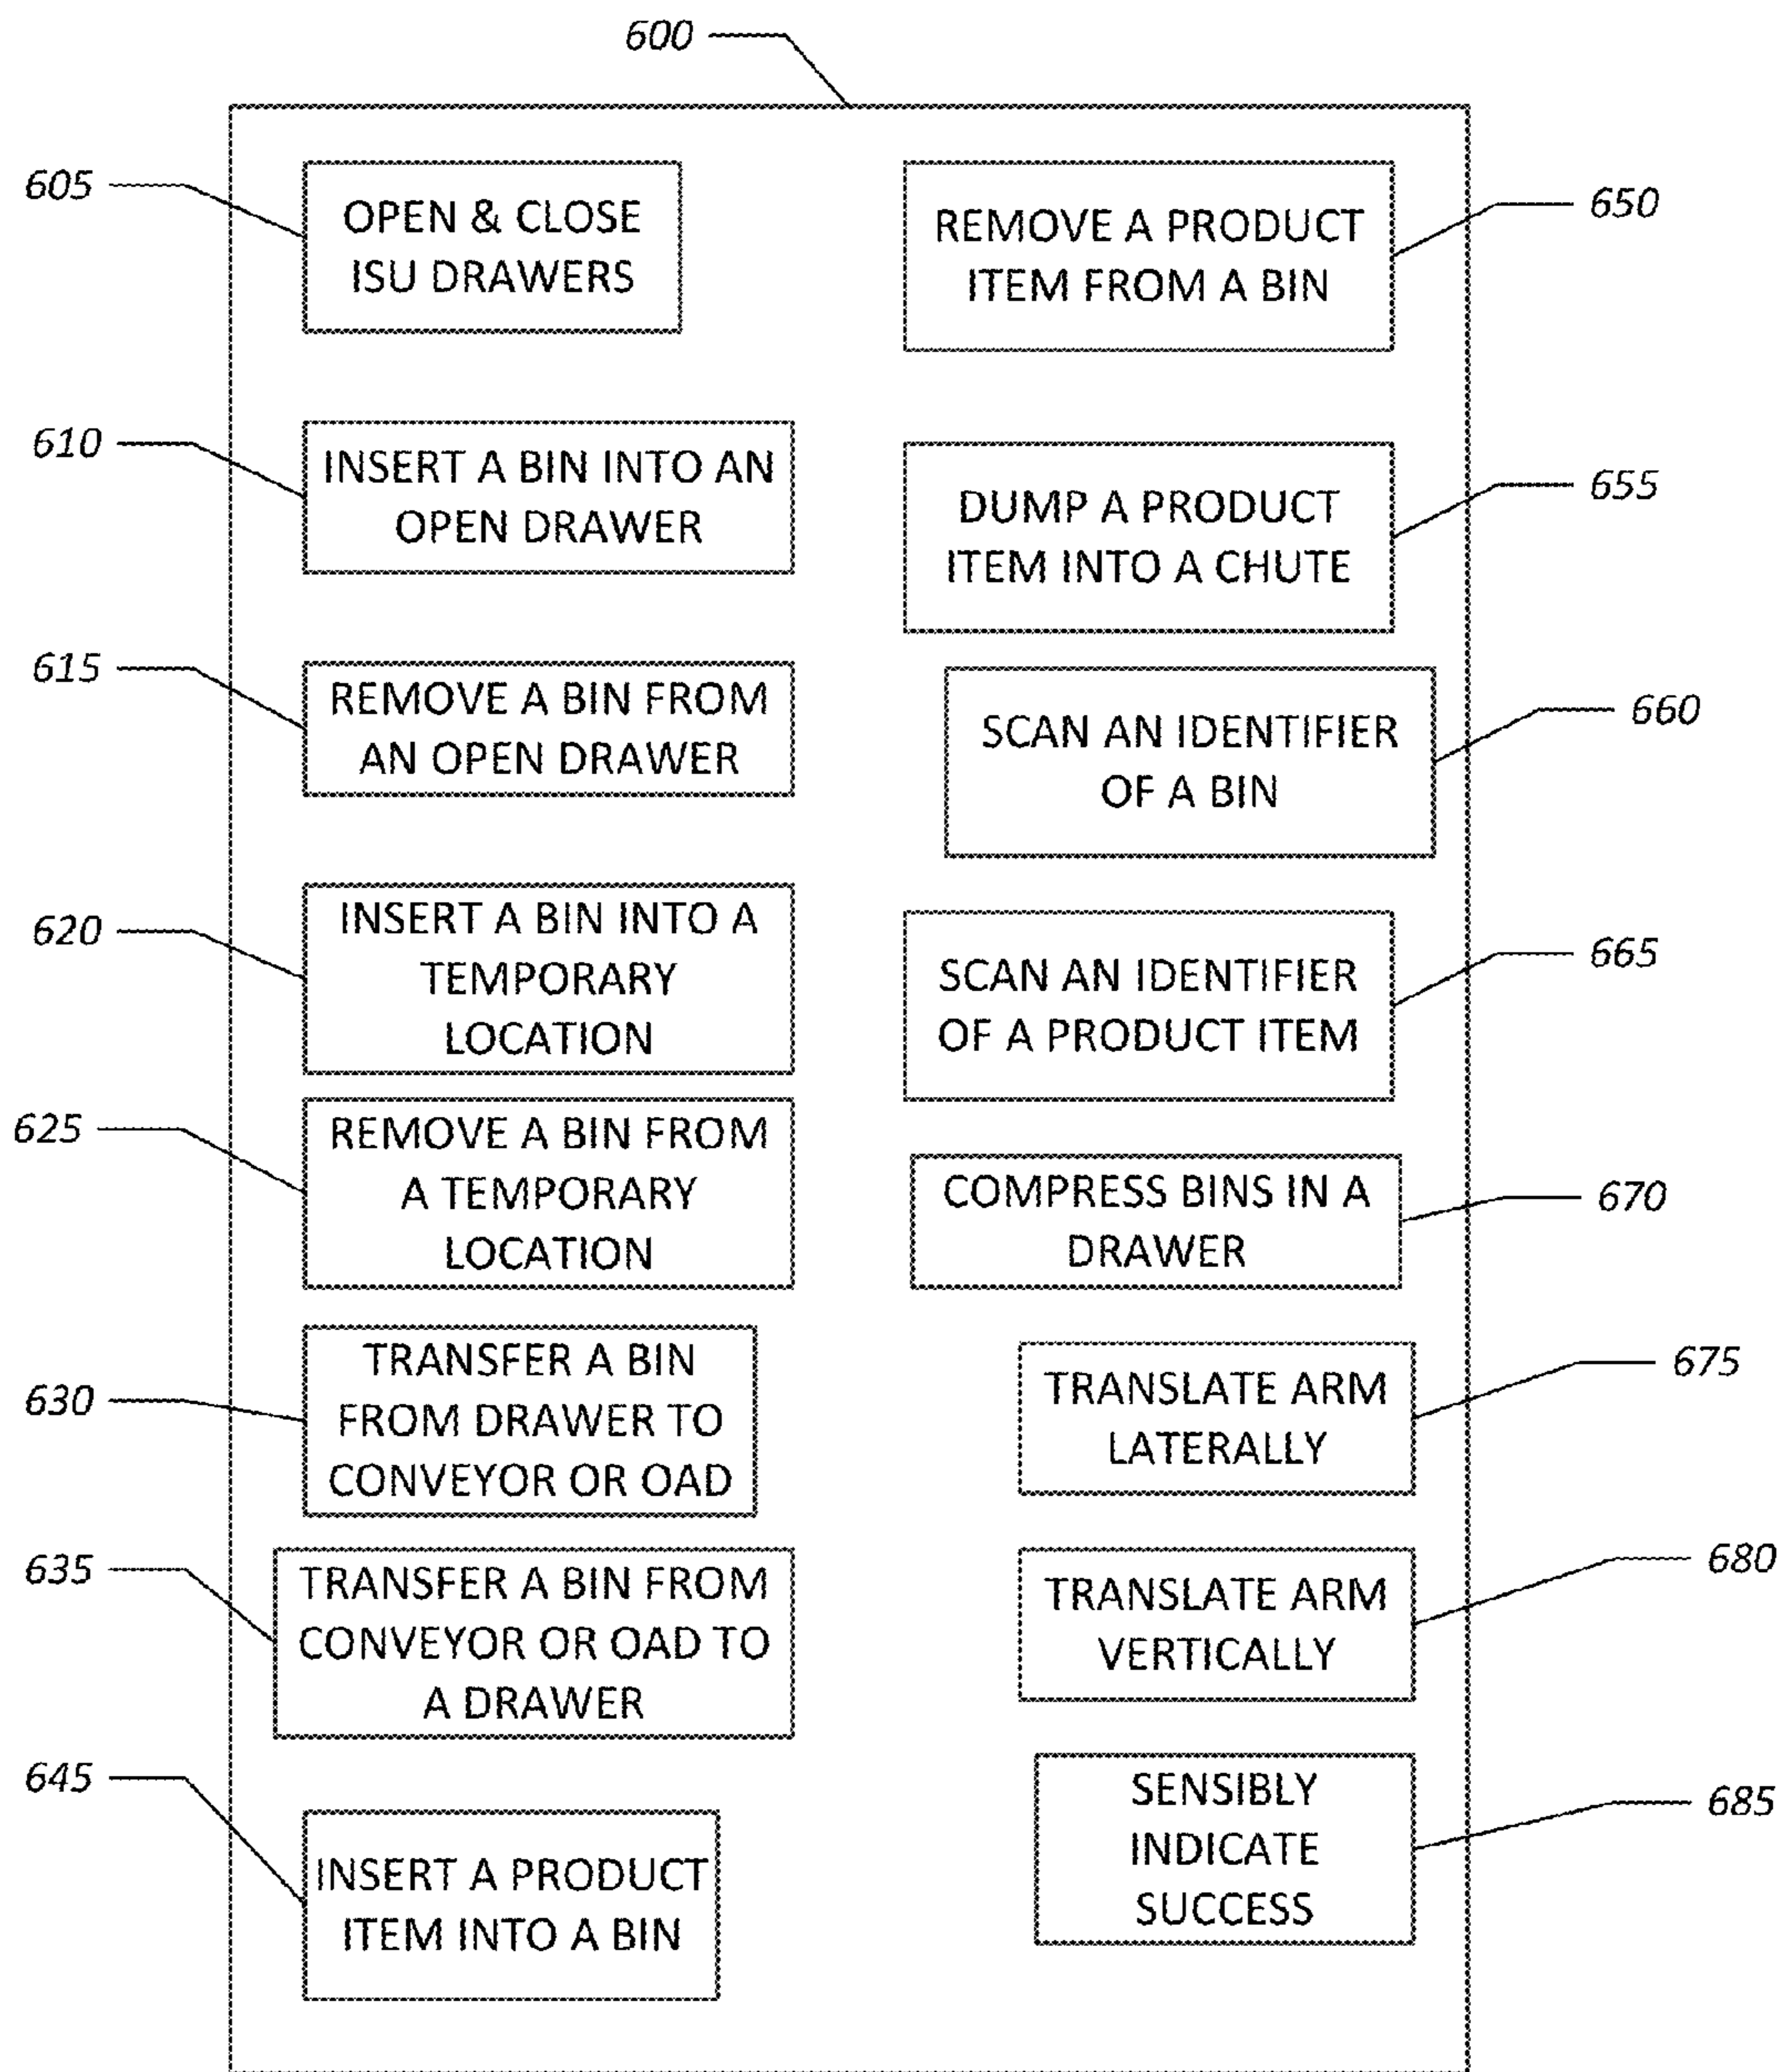 600
605
OPEN & CLOSE
ISU DRAWERS
610
INSERT A BIN INTO AN
OPEN DRAWER
615
REMOVE A BIN FROM
AN OPEN DRAWER
620
INSERT A BIN INTO A
TEMPORARY
LOCATION
625
REMOVE A BIN FROM
A TEMPORARY
LOCATION
630
TRANSFER A BIN
FROM DRAWER TO
CONVEYOR OR OAD
635
TRANSFER A BIN FROM
CONVEYOR OR OAD TO
A DRAWER
645
INSERT A PRODUCT
ITEM INTO A BIN
REMOVE A PRODUCT
ITEM FROM A BIN
650
DUMP A PRODUCT
ITEM INTO A CHUTE
655
SCAN AN IDENTIFIER
OF A BIN
660
SCAN AN IDENTIFIER
OF A PRODUCT ITEM
665
COMPRESS BINS IN A
DRAWER
670
TRANSLATE ARM
LATERALLY
675
TRANSLATE ARM
VERTICALLY
680
SENSIBLY
INDICATE
SUCCESS
685